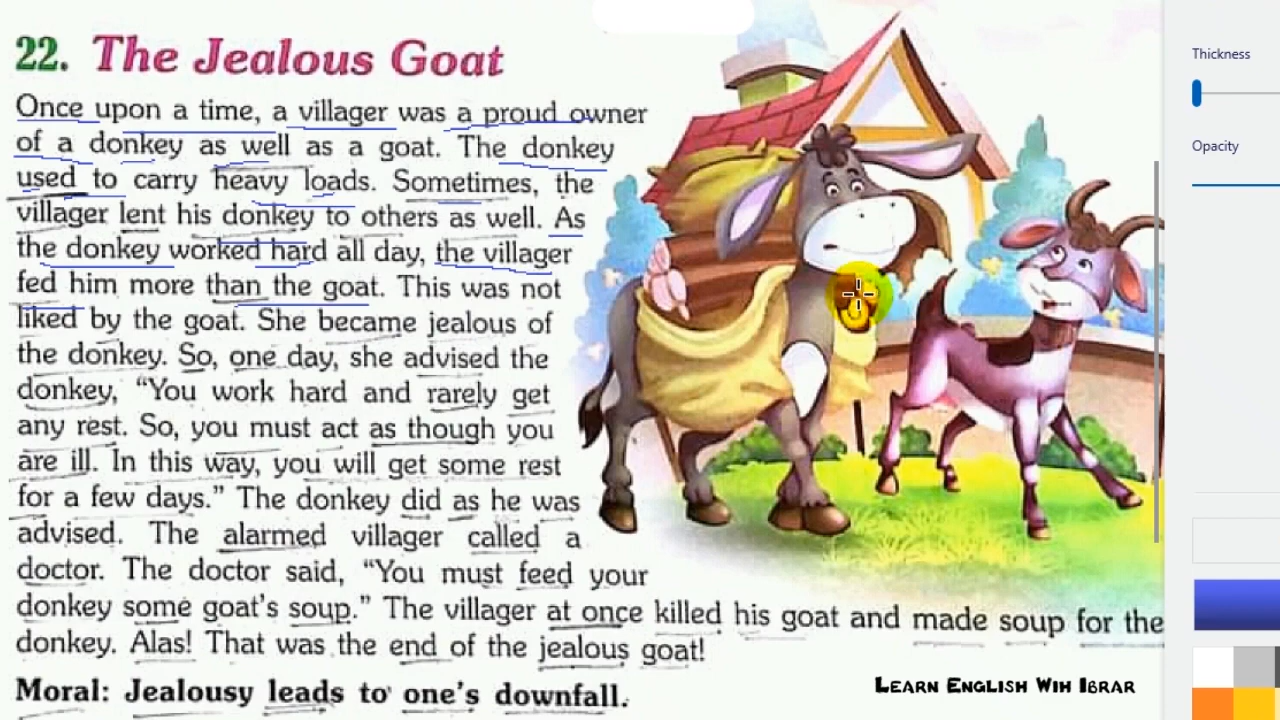 22. The Jealous Goat
Once upon a time, a villager was a proud owner
of a donkey as well as a goat. The donkey
used to carry heavy loads. Sometimes, the
villager lent his donkey to others as well. As
the donkey worked hard all day, the villager
fed him more than the goat. This was not
liked by the goat. She became jealous of
the donkey. So, one day, she advised the
donkey, “You work hard and rarely get
any rest. So, you must act as though you
are ill. In this way, you will get some rest
for a few days.” The donkey did as he was
advised. The alarmed villager called a
doctor. The doctor said, “You must feed your
donkey some goat's soup.” The villager at once killed his goat and made soup for the
donkey. Alas! That was the end of the jealous goat!
Moral: Jealousy leads to one's downfall.
LEARN ENGLISH WIH IBRAR
Thickness
Opacity